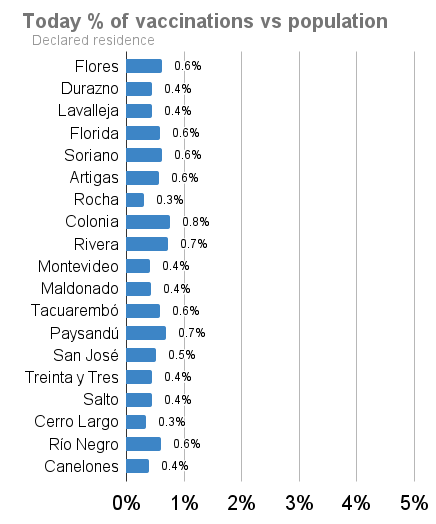 Today % of vaccinations vs population
Declared residence
Flores 0.6%
Durazno 0.4%
Lavalleja 0.4%
Florida 0.6%
Soriano 0.6%
Artigas 0.6%
Rocha 0.3%
Colonia 0.8%
Rivera 0.7%
Montevideo 0.4%
Maldonado 0.4%
Tacuarembó 0.6%
Paysandú 0.7%
San José 0.5%
Treinta y Tres 0.4%
Salto 0.4%
Cerro Largo 0.3%
Río Negro 0.6%
Canelones 0.4%
0% 1% 2% 3% 4% 5%